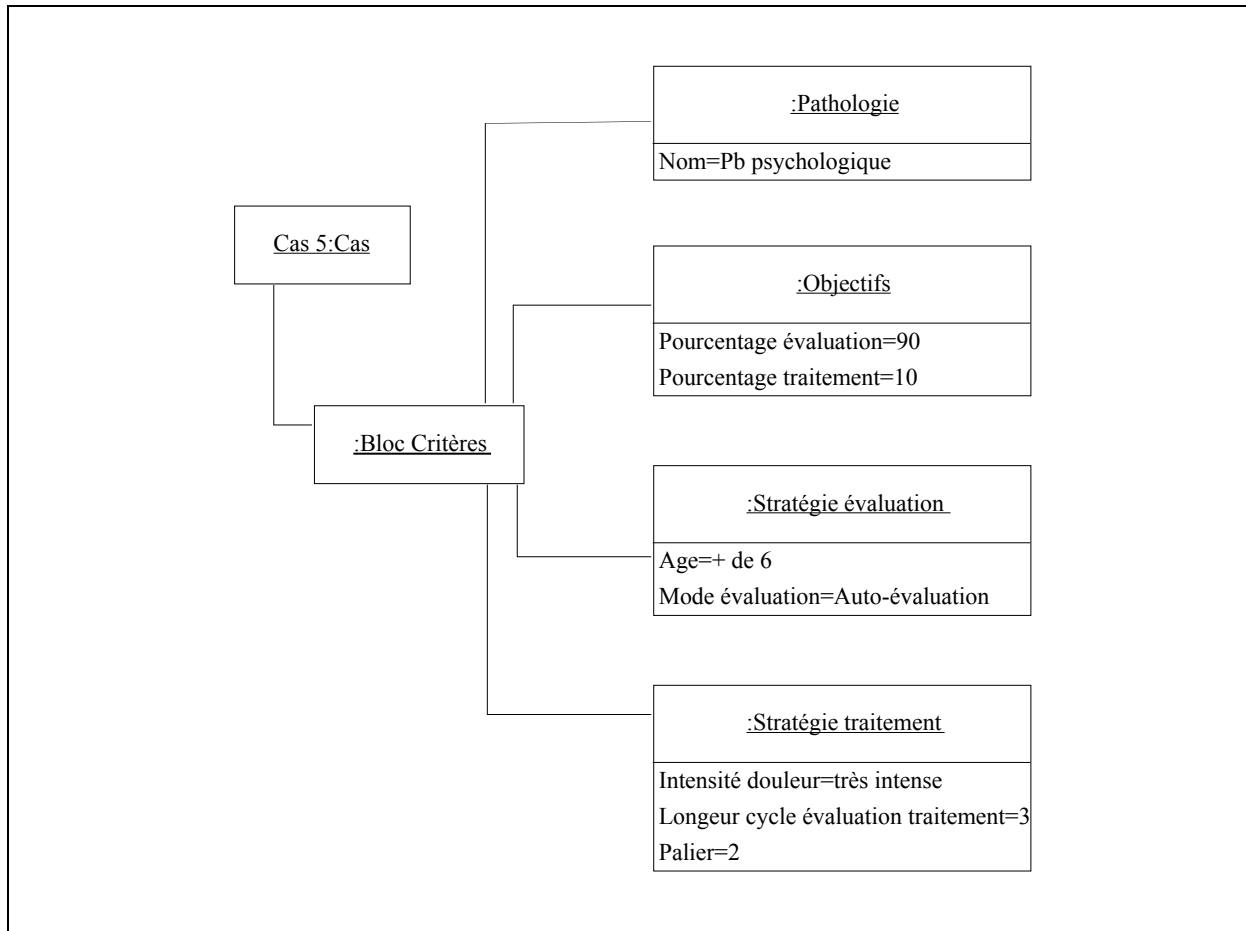 :Pathologie
Nom=Pb psychologique
Cas 5:Cas
:Objectifs
Pourcentage évaluation=90
Pourcentage traitement=10
:Bloc Critères
:Stratégie évaluation
Age=+ de 6
Mode évaluation=Auto-évaluation
:Stratégie traitement
Intensité douleur=très intense
Longeur cycle évaluation traitement=3
Palier=2